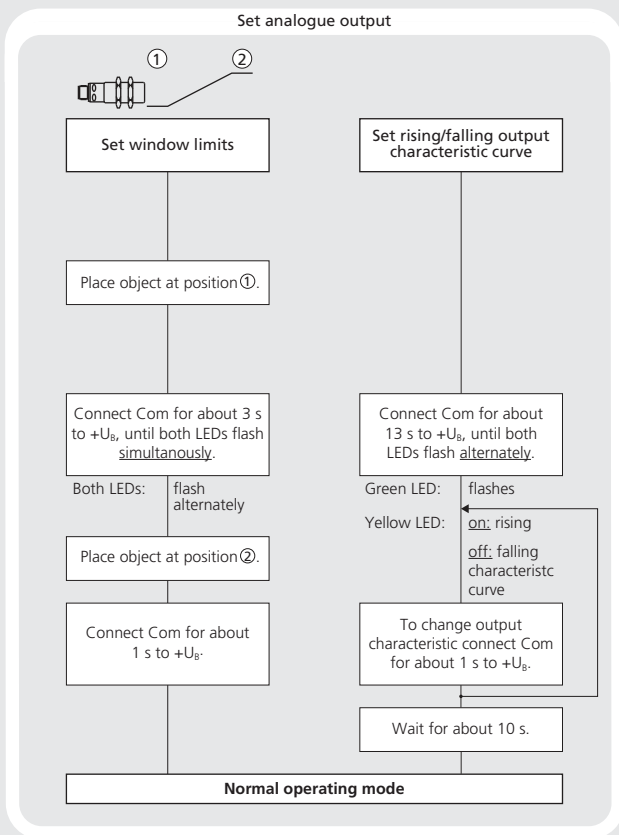 Set analogue output
① ②
Set window limits
Place object at position ①.
Connect Com for about 3 s
to +U_B, until both LEDs flash
simultanously.
Both LEDs: flash
alternately
Place object at position ②.
Connect Com for about
1 s to +U_B.
Set rising/falling output
characteristic curve
Connect Com for about
13 s to +U_B, until both
LEDs flash alternately.
Green LED: flashes
Yellow LED: on: rising
off: falling
characteristc
curve
To change output
characteristic connect Com
for about 1 s to +U_B.
Wait for about 10 s.
Normal operating mode